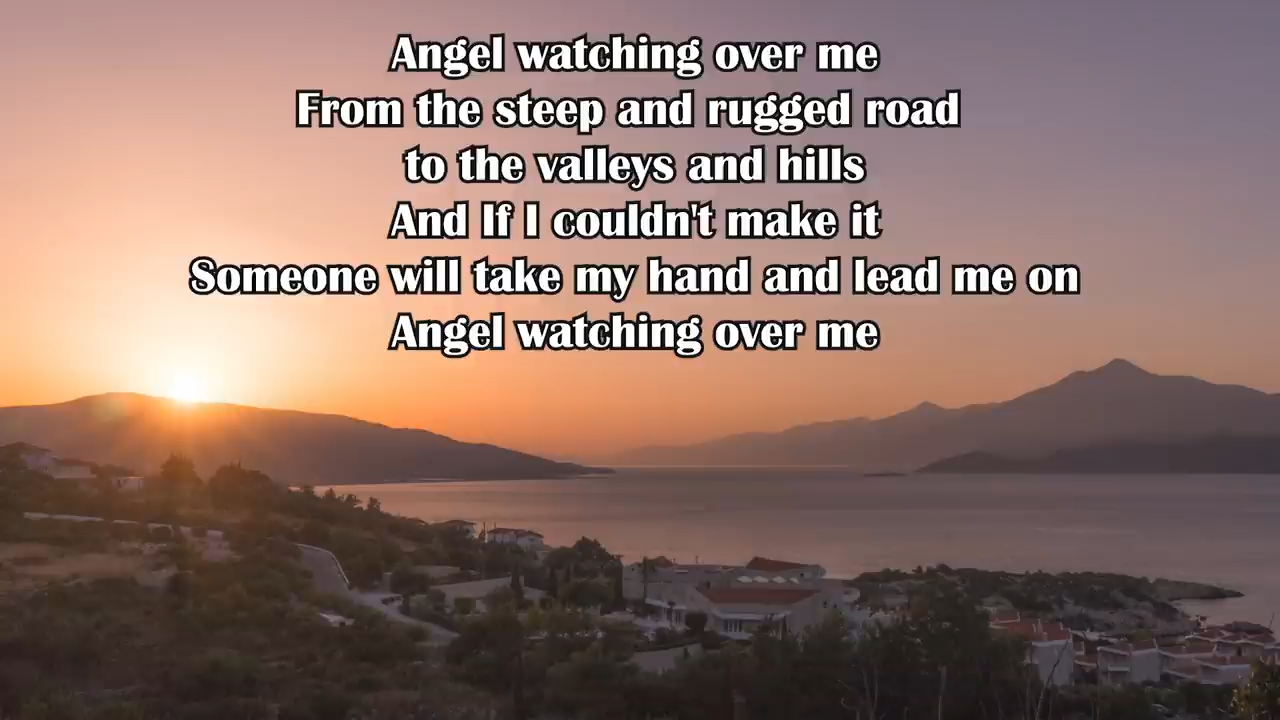 Angel watching over me
From the steep and rugged road
to the valleys and hills
And If I couldn't make it
Someone will take my hand and lead me on
Angel watching over me